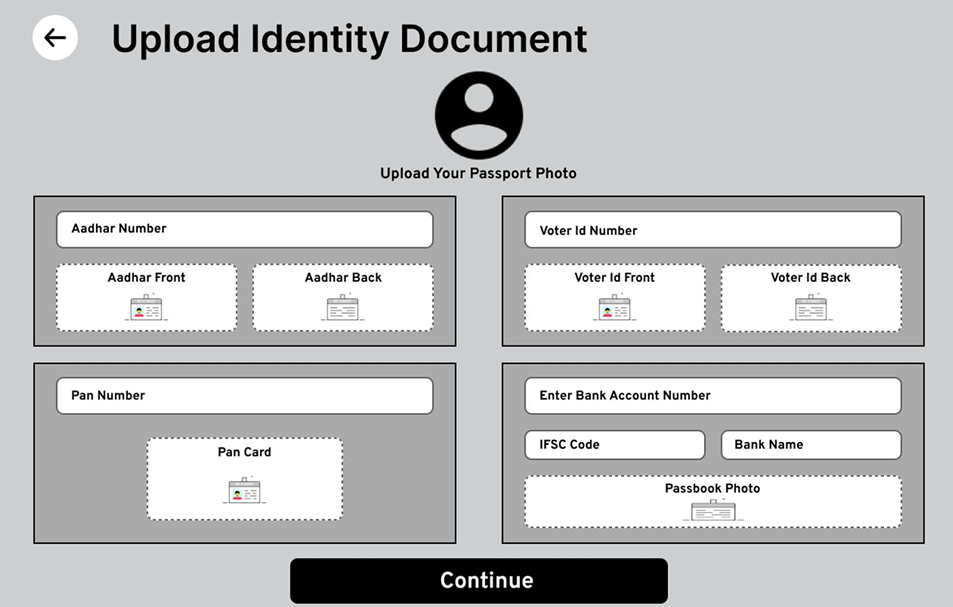 Upload Identity Document
Upload Your Passport Photo
Aadhar Number
Aadhar Front
Aadhar Back
Voter Id Number
Voter Id Front
Voter Id Back
Pan Number
Pan Card
Enter Bank Account Number
IFSC Code
Bank Name
Passbook Photo
Continue